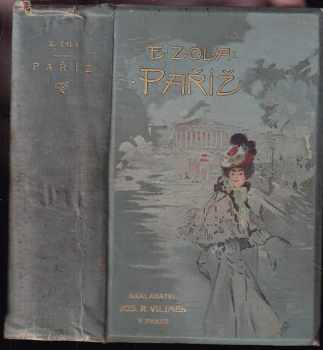 E. ZOLA
PAŘÍŽ
E. ZOLA
PAŘÍŽ
NAKLADATEL
JOS. R. VILÍMEK
V PRAZE